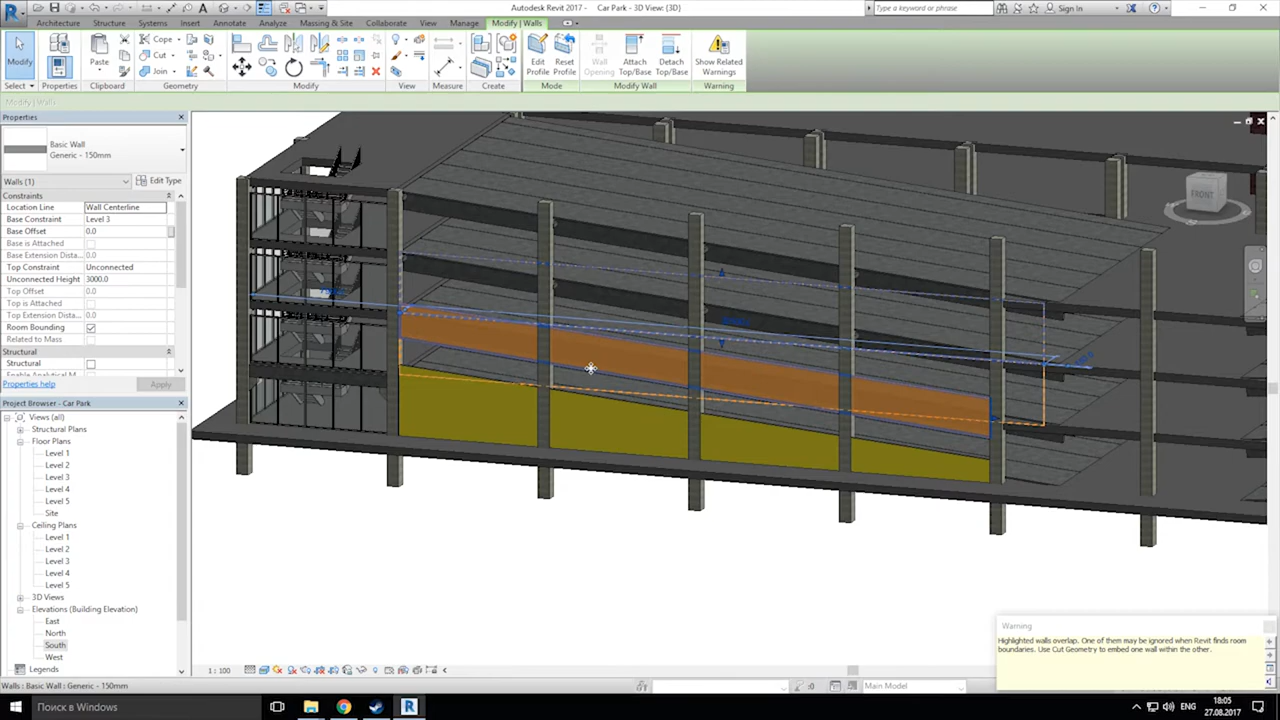 Autodesk Revit 2017 - Car Park - 3D View: {3D}
Type a keyword or phrase
Sign In
Architecture Structure Systems Insert Annotate Analyze Massing & Site Collaborate View Manage Add-Ins Modify | Walls
Modify
Paste
Cope
Cut
Join
Edit Profile
Reset Profile
Wall Opening
Attach Top/Base
Detach Top/Base
Show Related Warnings
Select Properties Clipboard Geometry Modify View Measure Create Mode Modify Wall Warning
Modify | Walls
Properties
Basic Wall
Generic - 150mm
Walls (1)
Edit Type
Constraints
Location Line Wall Centerline
Base Constraint Level 3
Base Offset 0.0
Base is Attached
Base Extension Dista...
Top Constraint Unconnected
Unconnected Height 3000.0
Top Offset 0.0
Top is Attached
Top Extension Distan... 0.0
Room Bounding
Related to Mass
Structural
Structural
Enable Analytical M...
Properties help
Apply
Project Browser - Car Park
Views (all)
Structural Plans
Floor Plans
Level 1
Level 2
Level 3
Level 4
Level 5
Site
Ceiling Plans
Level 1
Level 2
Level 3
Level 4
Level 5
3D Views
Elevations (Building Elevation)
East
North
South
West
Legends
FRONT
Warning
Highlighted walls overlap. One of them may be ignored when Revit finds room
boundaries. Use Cut Geometry to embed one wall within the other.
1 : 100
Walls : Basic Wall : Generic - 150mm
:0
Main Model
Поиск в Windows
ENG
18:05
27.08.2017